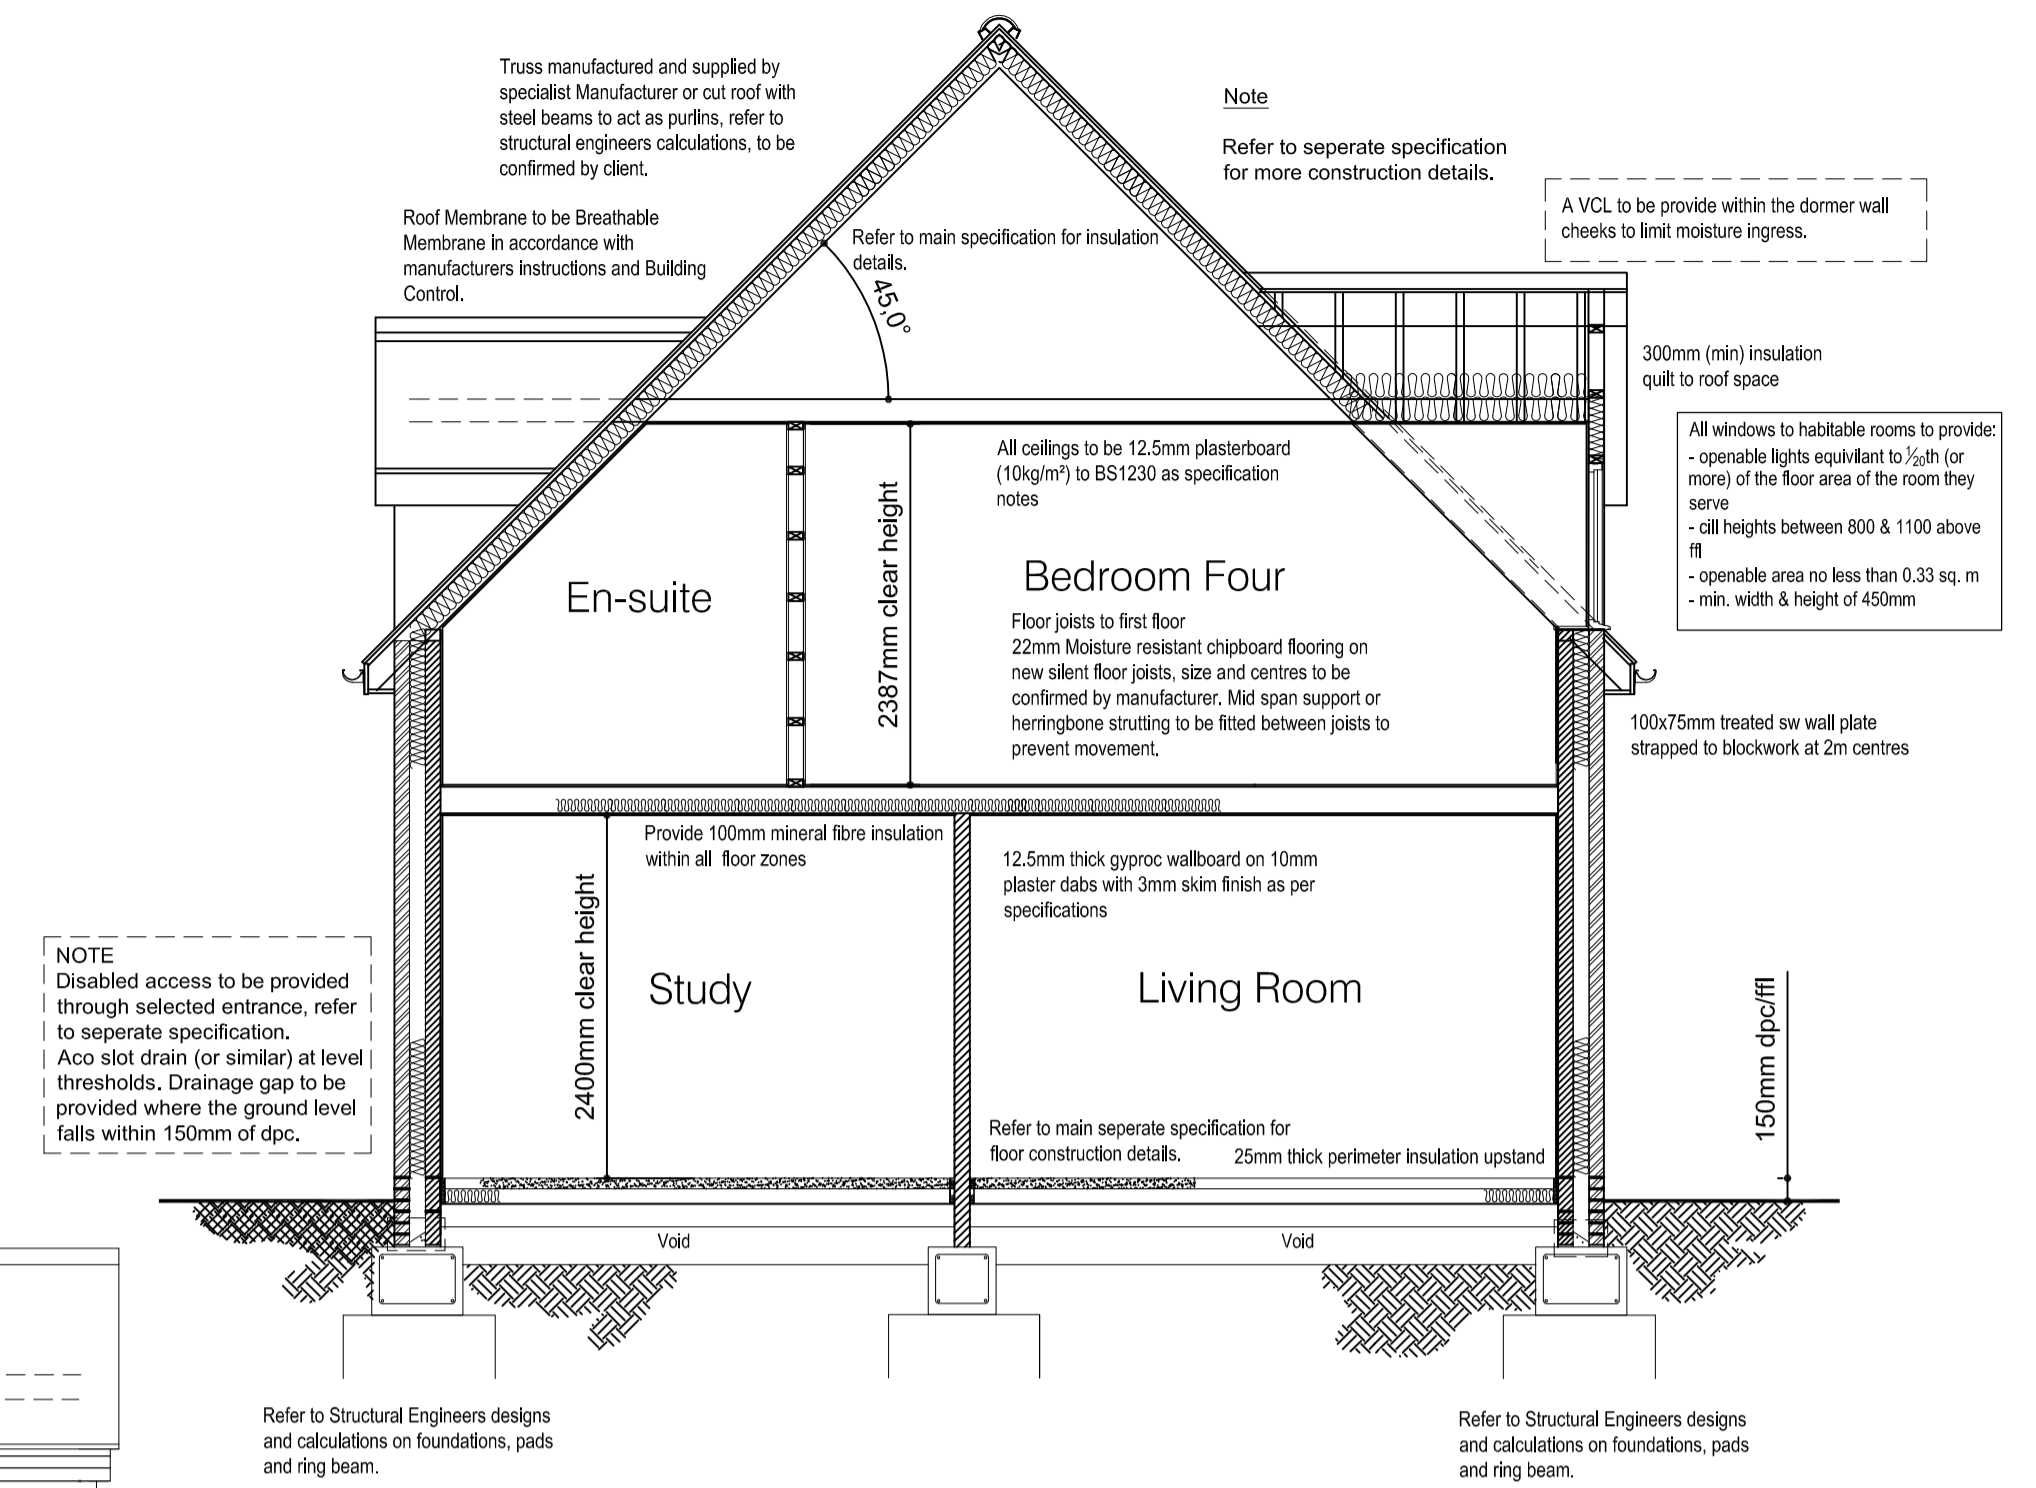 Truss manufactured and supplied by
specialist Manufacturer or cut roof with
steel beams to act as purlins, refer to
structural engineers calculations, to be
confirmed by client.
Note
Refer to seperate specification
for more construction details.
A VCL to be provide within the dormer wall
cheeks to limit moisture ingress.
Roof Membrane to be Breathable
Membrane in accordance with
manufacturers instructions and Building
Control.
Refer to main specification for insulation
details.
45,0°
300mm (min) insulation
quilt to roof space
All windows to habitable rooms to provide:
- openable lights equivilant to 1/20th (or
more) of the floor area of the room they
serve
- cill heights between 800 & 1100 above
ffl
- openable area no less than 0.33 sq. m
- min. width & height of 450mm
All ceilings to be 12.5mm plasterboard
(10kg/m²) to BS1230 as specification
notes
En-suite
2387mm clear height
Bedroom Four
Floor joists to first floor
22mm Moisture resistant chipboard flooring on
new silent floor joists, size and centres to be
confirmed by manufacturer. Mid span support or
herringbone strutting to be fitted between joists to
prevent movement.
100x75mm treated sw wall plate
strapped to blockwork at 2m centres
Provide 100mm mineral fibre insulation
within all floor zones
12.5mm thick gyproc wallboard on 10mm
plaster dabs with 3mm skim finish as per
specifications
2400mm clear height
Study
Living Room
NOTE
Disabled access to be provided
through selected entrance, refer
to seperate specification.
Aco slot drain (or similar) at level
thresholds. Drainage gap to be
provided where the ground level
falls within 150mm of dpc.
150mm dpc/ffl
Refer to main seperate specification for
floor construction details.
25mm thick perimeter insulation upstand
Void
Void
Refer to Structural Engineers designs
and calculations on foundations, pads
and ring beam.
Refer to Structural Engineers designs
and calculations on foundations, pads
and ring beam.